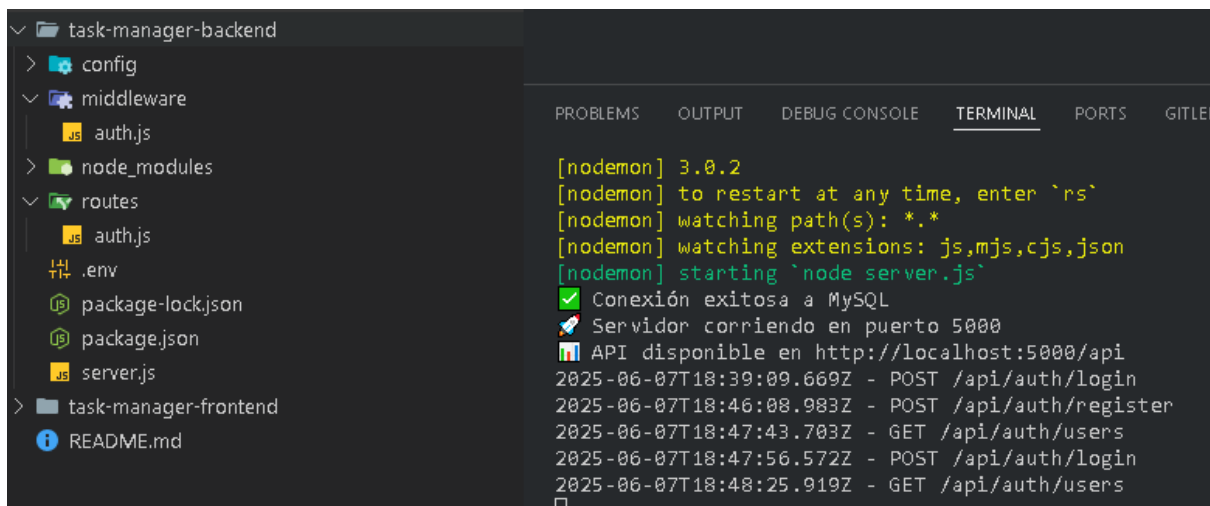 task-manager-backend
config
middleware
JS auth.js
node_modules
routes
JS auth.js
.env
package-lock.json
package.json
JS server.js
task-manager-frontend
README.md
PROBLEMS OUTPUT DEBUG CONSOLE TERMINAL PORTS
[nodemon] 3.0.2
[nodemon] to restart at any time, enter `rs`
[nodemon] watching path(s): *.*
[nodemon] watching extensions: js,mjs,cjs,json
[nodemon] starting `node server.js`
✅ Conexión exitosa a MySQL
🚀 Servidor corriendo en puerto 5000
📊 API disponible en http://localhost:5000/api
2025-06-07T18:39:09.669Z - POST /api/auth/login
2025-06-07T18:46:08.983Z - POST /api/auth/register
2025-06-07T18:47:43.703Z - GET /api/auth/users
2025-06-07T18:47:56.572Z - POST /api/auth/login
2025-06-07T18:48:25.919Z - GET /api/auth/users